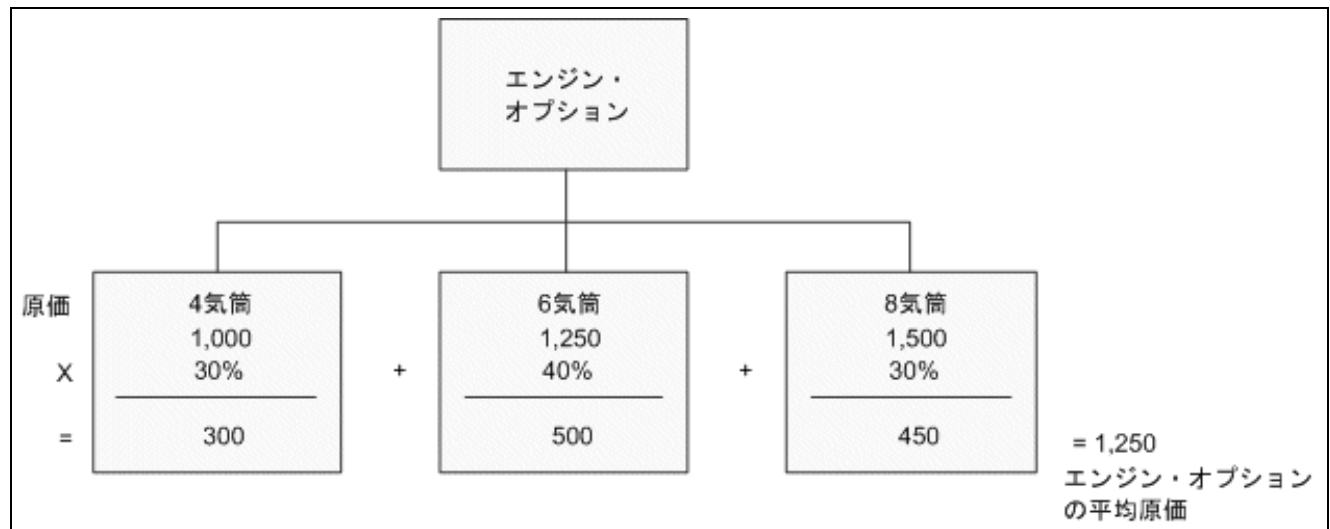 エンジン・
オプション
原価
4気筒
6気筒
8気筒
1,000
1,250
1,500
X
30%
+
40%
+
30%
=
300
500
450
= 1,250
エンジン・オプション
の平均原価